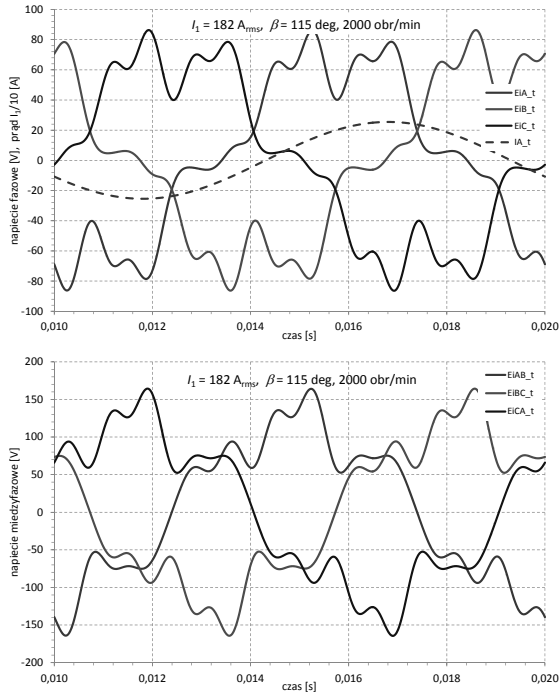 I₁ = 182 Arms, β = 115 deg, 2000 obr/min
napiecie fazowe [V], prąd I₁/10 [A]
100
80
60
40
20
0
-20
-40
-60
-80
-100
EiA_t
EiB_t
EiC_t
IA_t
0,010
0,012
0,014
0,016
0,018
0,020
czas [s]
I₁ = 182 Arms, β = 115 deg, 2000 obr/min
napiecie międzyfazowe [V]
200
150
100
50
0
-50
-100
-150
-200
EiAB_t
EiBC_t
EiCA_t
0,010
0,012
0,014
0,016
0,018
0,020
czas [s]